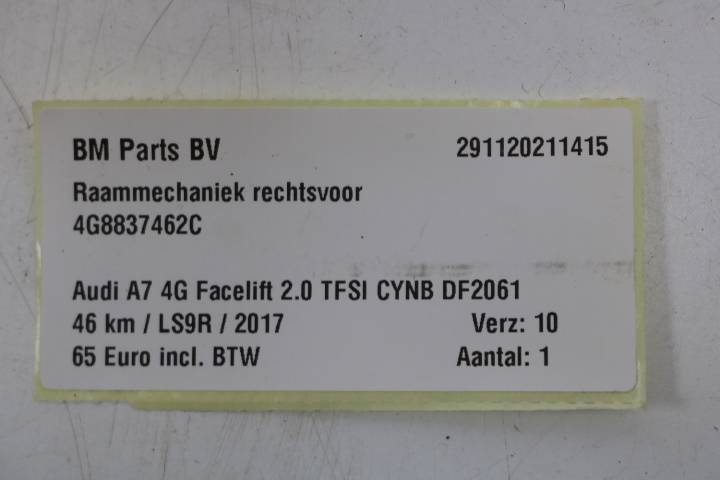 BM Parts BV 291120211415
Raammechaniek rechtsvoor
4G8837462C
Audi A7 4G Facelift 2.0 TFSI CYNB DF2061
46 km / LS9R / 2017 Verz: 10
65 Euro incl. BTW Aantal: 1